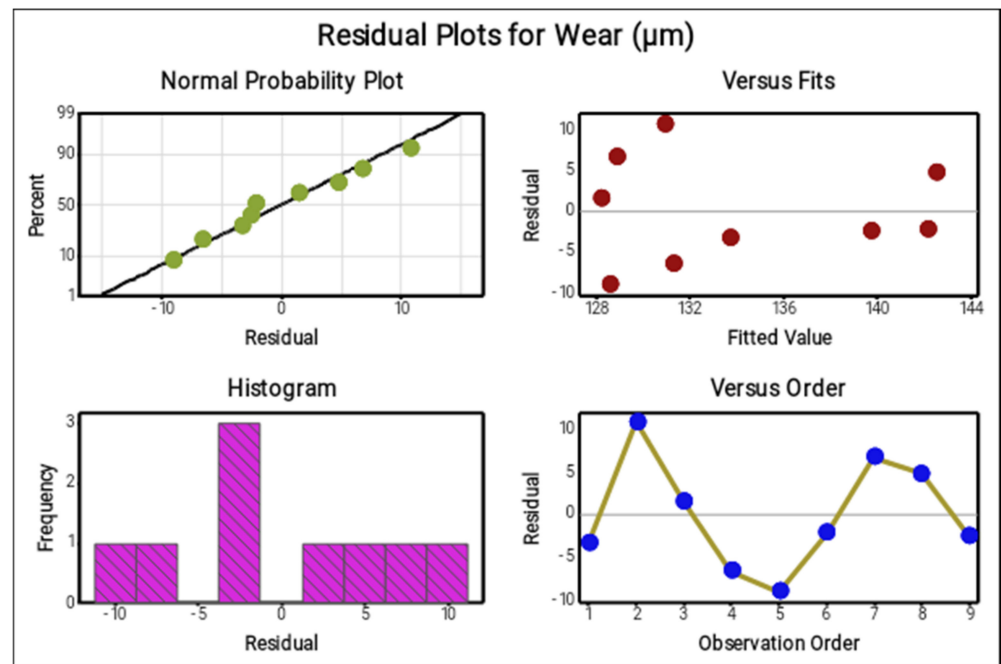 Residual Plots for Wear (µm)
Normal Probability Plot
Percent
99
90
50
10
1
-10 0 10
Residual
Versus Fits
Residual
10
5
0
-5
-10
128 132 136 140 144
Fitted Value
Histogram
Frequency
3
2
1
0
-10 -5 0 5 10
Residual
Versus Order
Residual
10
5
0
-5
-10
1 2 3 4 5 6 7 8 9
Observation Order